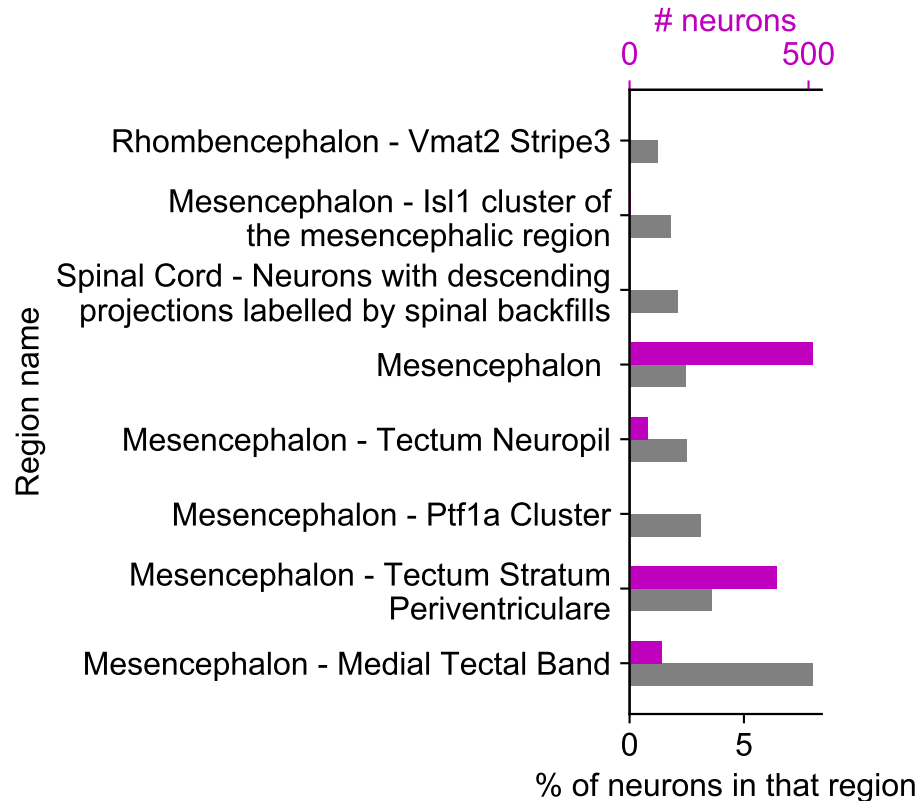 # neurons
0 500
Rhombencephalon - Vmat2 Stripe3
Mesencephalon - Isl1 cluster of
the mesencephalic region
Spinal Cord - Neurons with descending
projections labelled by spinal backfills
Mesencephalon
Mesencephalon - Tectum Neuropil
Mesencephalon - Ptf1a Cluster
Mesencephalon - Tectum Stratum
Periventriculare
Mesencephalon - Medial Tectal Band
Region name
0 5
% of neurons in that region